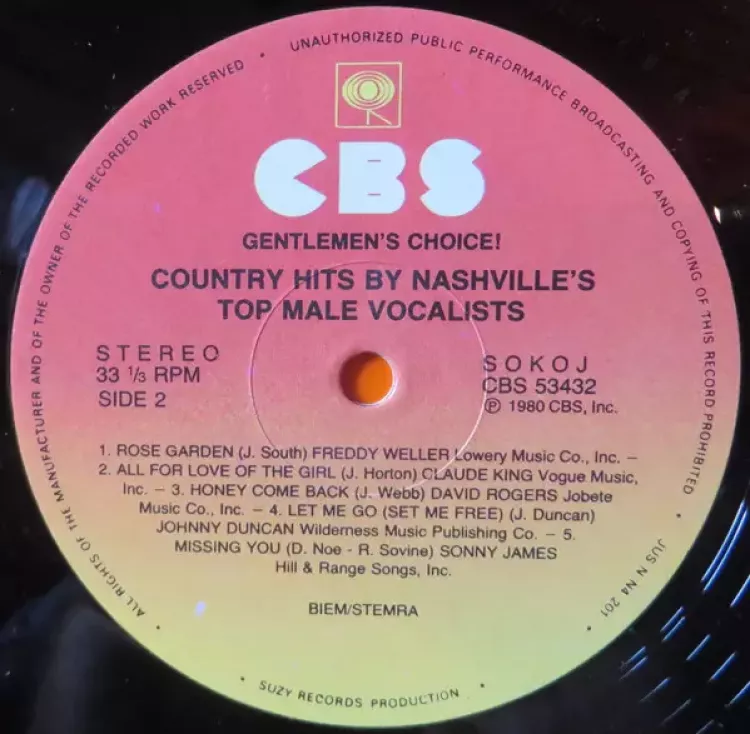 ALL RIGHTS OF THE MANUFACTURER AND OF THE OWNER OF THE RECORDED WORK RESERVED • UNAUTHORIZED PUBLIC PERFORMANCE BROADCASTING AND COPYING OF THIS RECORD PROHIBITED • JUS N N4 201 •
CBS
GENTLEMEN'S CHOICE!
COUNTRY HITS BY NASHVILLE'S
TOP MALE VOCALISTS
STEREO
33 1/3 RPM
SIDE 2
SOKOJ
CBS 53432
℗ 1980 CBS, Inc.
1. ROSE GARDEN (J. South) FREDDY WELLER Lowery Music Co., Inc. –
2. ALL FOR LOVE OF THE GIRL (J. Horton) CLAUDE KING Vogue Music,
Inc. – 3. HONEY COME BACK (J. Webb) DAVID ROGERS Jobete
Music Co., Inc. – 4. LET ME GO (SET ME FREE) (J. Duncan)
JOHNNY DUNCAN Wilderness Music Publishing Co. – 5.
MISSING YOU (D. Noe - R. Sovine) SONNY JAMES
Hill & Range Songs, Inc.
BIEM/STEMRA
• SUZY RECORDS PRODUCTION •